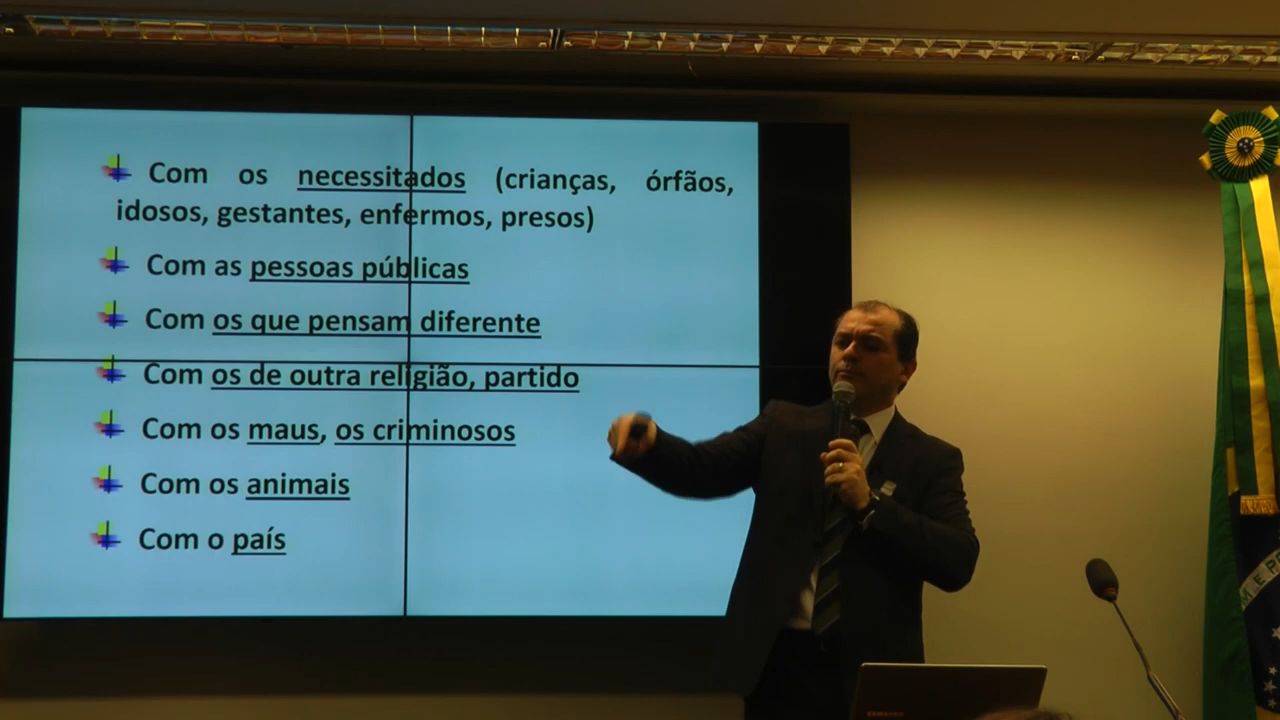 Com os necessitados (crianças, órfãos,
idosos, gestantes, enfermos, presos)
Com as pessoas públicas
Com os que pensam diferente
Com os de outra religião, partido
Com os maus, os criminosos
Com os animais
Com o país
M E P
SAMSUNG